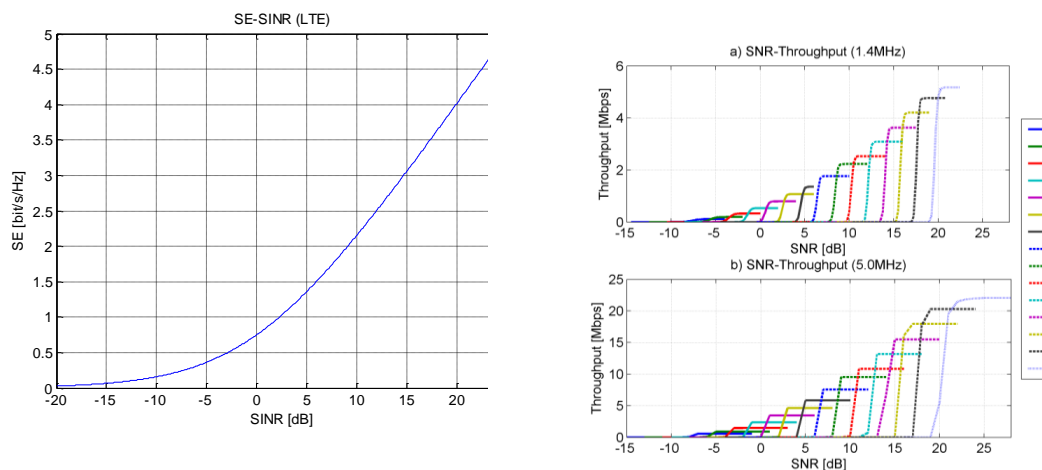 SE-SINR (LTE)
SE [bit/s/Hz]
5
4.5
4
3.5
3
2.5
2
1.5
1
0.5
0
-20 -15 -10 -5 0 5 10 15 20
SINR [dB]
a) SNR-Throughput (1.4MHz)
Throughput [Mbps]
6
4
2
0
-15 -10 -5 0 5 10 15 20 25
SNR [dB]
b) SNR-Throughput (5.0MHz)
Throughput [Mbps]
25
20
15
10
5
0
-15 -10 -5 0 5 10 15 20 25
SNR [dB]